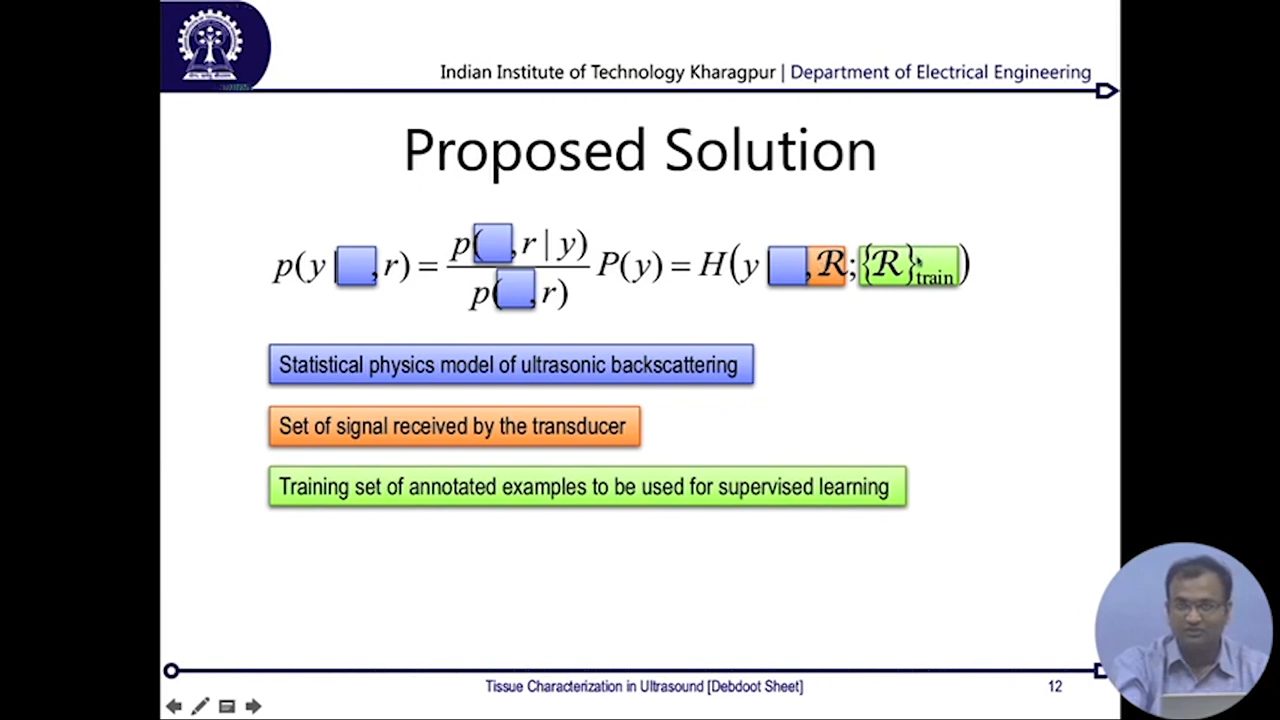 Indian Institute of Technology Kharagpur | Department of Electrical Engineering
Proposed Solution
p(y | , r) = p( , r | y) / p( , r) P(y) = H(y | , ℛ; {ℛ}train)
Statistical physics model of ultrasonic backscattering
Set of signal received by the transducer
Training set of annotated examples to be used for supervised learning
Tissue Characterization in Ultrasound [Debdoot Sheet]
12